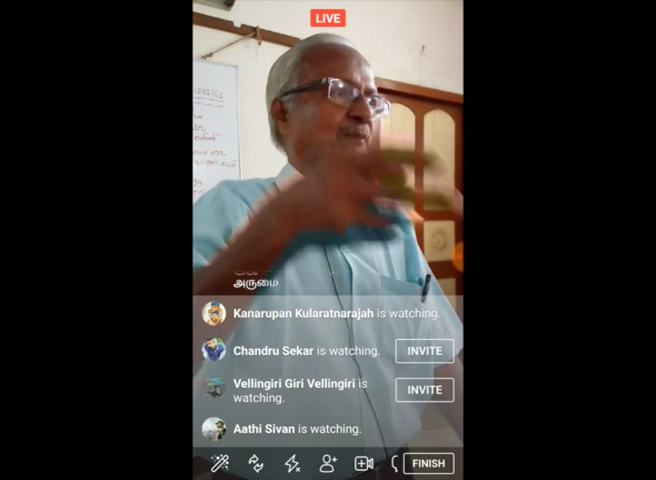 LIVE
அருமை
Kanarupan Kularatnarajah is watching.
Chandru Sekar is watching.
INVITE
Vellingiri Giri Vellingiri is
watching.
INVITE
Aathi Sivan is watching.
FINISH